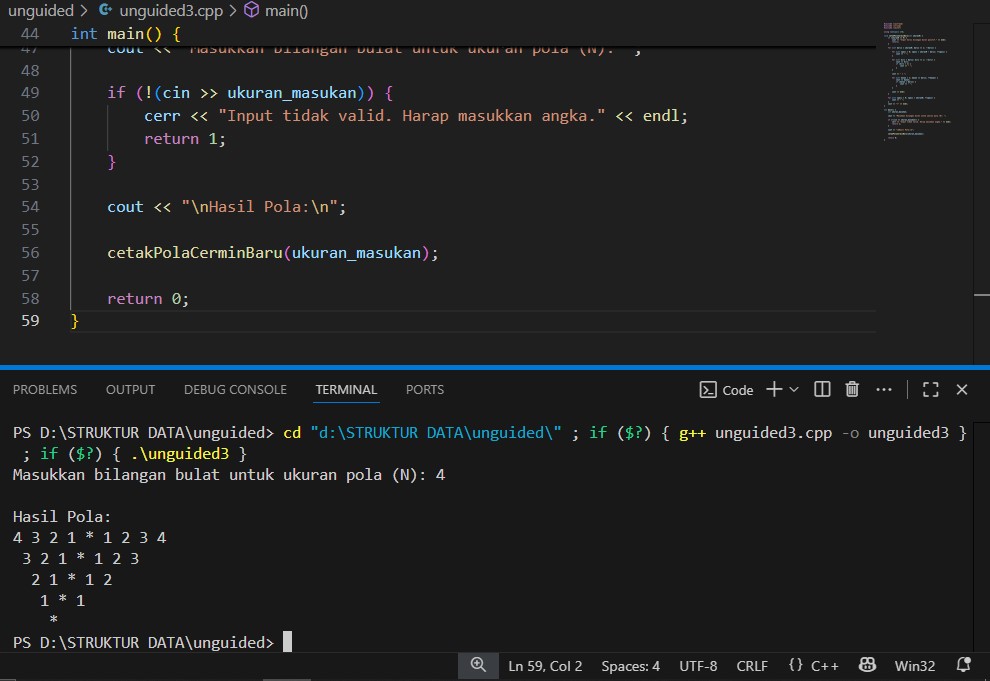 unguided > unguided3.cpp > main()
44 int main() {
47 cout << "Masukkan bilangan bulat untuk ukuran pola (N): ";
48
49 if (!(cin >> ukuran_masukan)) {
50 cerr << "Input tidak valid. Harap masukkan angka." << endl;
51 return 1;
52 }
53
54 cout << "\nHasil Pola:\n";
55
56 cetakPolaCerminBaru(ukuran_masukan);
57
58 return 0;
59 }
PROBLEMS OUTPUT DEBUG CONSOLE TERMINAL PORTS Code
PS D:\STRUKTUR DATA\unguided> cd "d:\STRUKTUR DATA\unguided\" ; if ($?) { g++ unguided3.cpp -o unguided3 }
; if ($?) { .\unguided3 }
Masukkan bilangan bulat untuk ukuran pola (N): 4
Hasil Pola:
4 3 2 1 * 1 2 3 4
3 2 1 * 1 2 3
2 1 * 1 2
1 * 1
*
PS D:\STRUKTUR DATA\unguided>
Ln 59, Col 2 Spaces: 4 UTF-8 CRLF {} C++ Win32